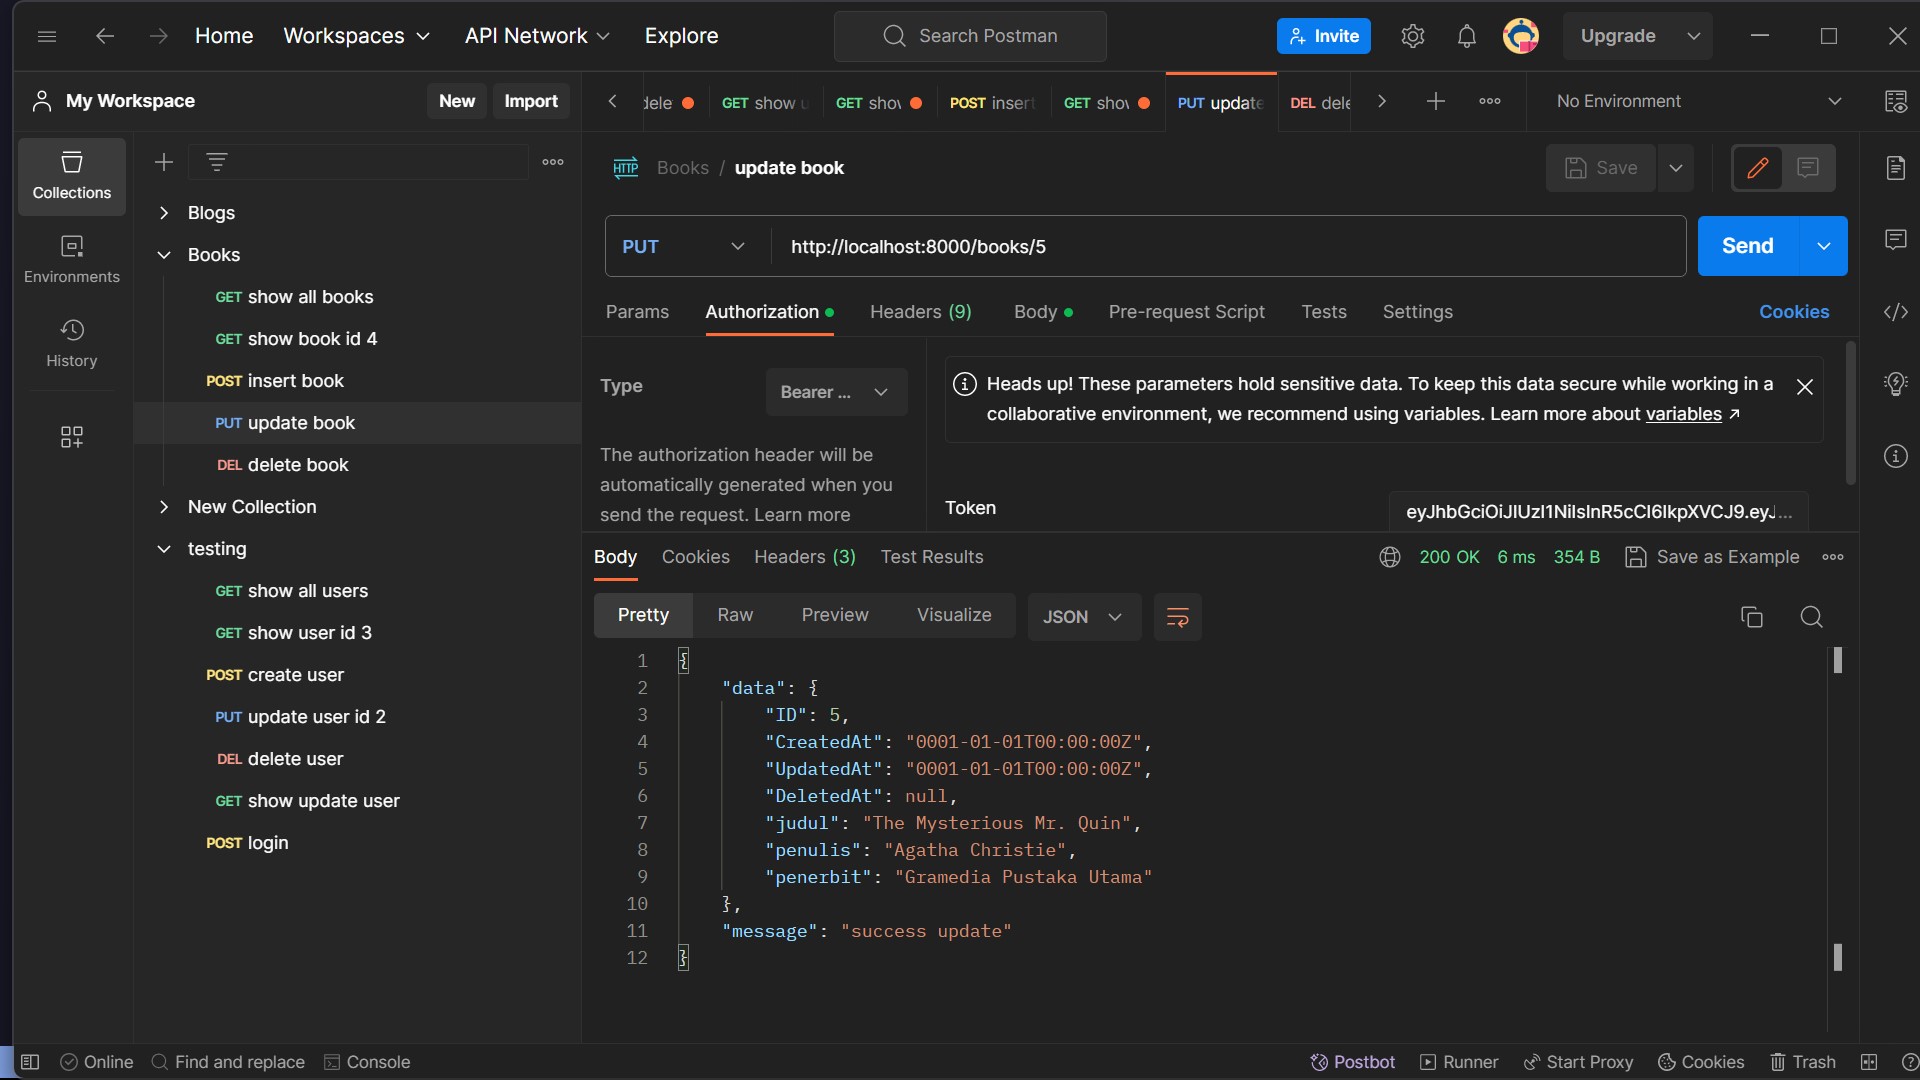 Home Workspaces API Network Explore Search Postman Invite Upgrade
My Workspace New Import
GET show GET POST insert GET PUT update DEL No Environment
Collections
Environments
History
Blogs
Books
GET show all books
GET show book id 4
POST insert book
PUT update book
DEL delete book
New Collection
testing
GET show all users
GET show user id 3
POST create user
PUT update user id 2
DEL delete user
GET show update user
POST login
HTTP Books / update book Save
PUT http://localhost:8000/books/5 Send
Params Authorization Headers (9) Body Pre-request Script Tests Settings Cookies
Type Bearer ...
The authorization header will be
automatically generated when you
send the request. Learn more
Heads up! These parameters hold sensitive data. To keep this data secure while working in a
collaborative environment, we recommend using variables. Learn more about variables ↗
Token
Body Cookies Headers (3) Test Results 200 OK 6 ms 354 B Save as Example
Pretty Raw Preview Visualize JSON
1 {
2 "data": {
3 "ID": 5,
4 "CreatedAt": "0001-01-01T00:00:00Z",
5 "UpdatedAt": "0001-01-01T00:00:00Z",
6 "DeletedAt": null,
7 "judul": "The Mysterious Mr. Quin",
8 "penulis": "Agatha Christie",
9 "penerbit": "Gramedia Pustaka Utama"
10 },
11 "message": "success update"
12 }
Online Find and replace Console Postbot Runner Start Proxy Cookies Trash